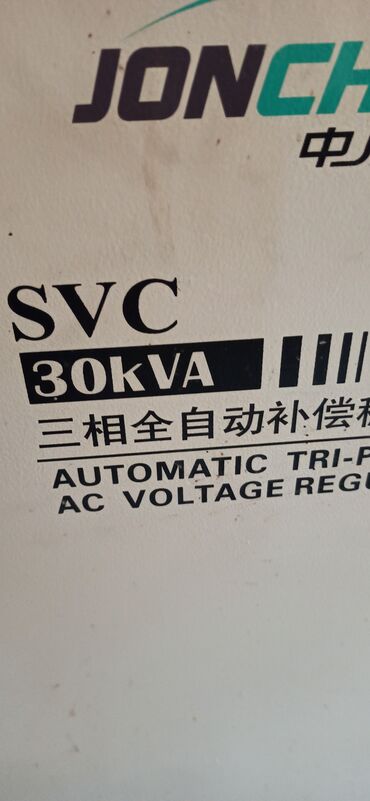 JONCH
中
SVC
30kVA
三相全自动补偿
AUTOMATIC TRI-P
AC VOLTAGE REGU